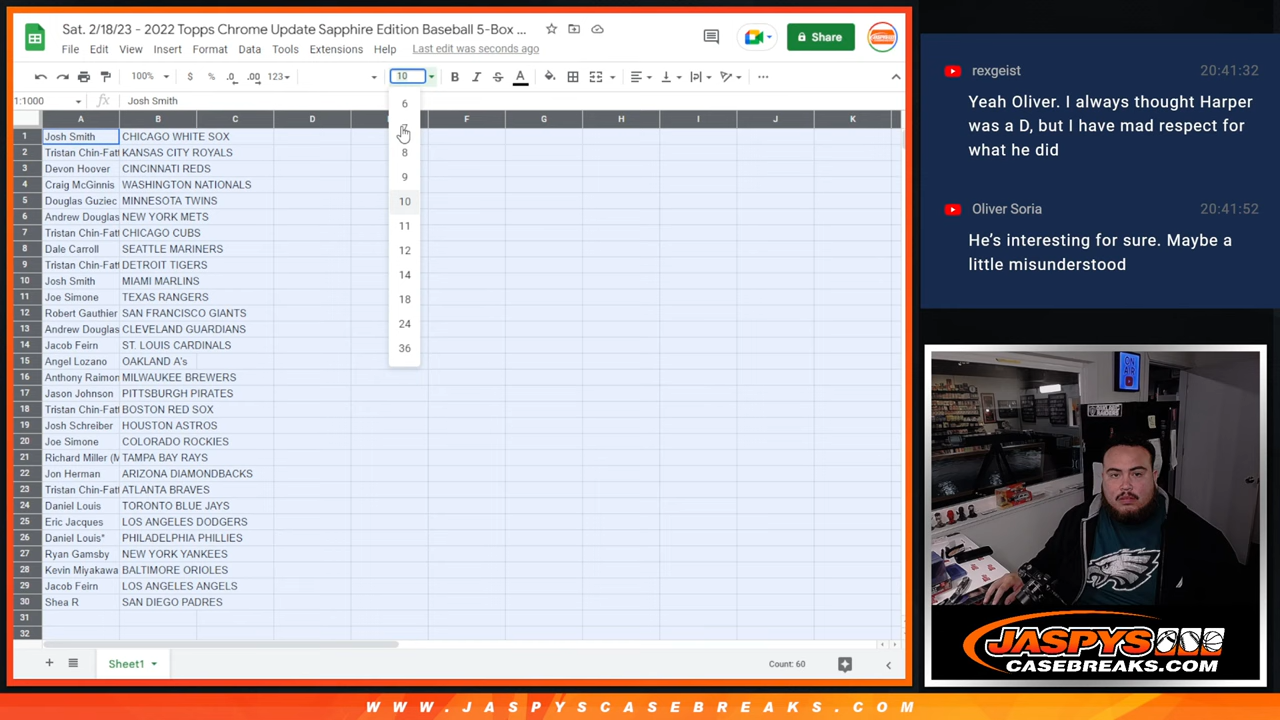 Sat. 2/18/23 - 2022 Topps Chrome Update Sapphire Edition Baseball 5-Box ...
File Edit View Insert Format Data Tools Extensions Help Last edit was seconds ago
Share
100% $ % .0 .00 123 10 B I S A
1:1000 fx Josh Smith
A B C D F G H I J K
1 Josh Smith CHICAGO WHITE SOX
2 Tristan Chin-Fatt KANSAS CITY ROYALS
3 Devon Hoover CINCINNATI REDS
4 Craig McGinnis WASHINGTON NATIONALS
5 Douglas Guziec MINNESOTA TWINS
6 Andrew Douglas NEW YORK METS
7 Tristan Chin-Fatt CHICAGO CUBS
8 Dale Carroll SEATTLE MARINERS
9 Tristan Chin-Fatt DETROIT TIGERS
10 Josh Smith MIAMI MARLINS
11 Joe Simone TEXAS RANGERS
12 Robert Gauthier SAN FRANCISCO GIANTS
13 Andrew Douglas CLEVELAND GUARDIANS
14 Jacob Feirn ST. LOUIS CARDINALS
15 Angel Lozano OAKLAND A's
16 Anthony Raimon MILWAUKEE BREWERS
17 Jason Johnson PITTSBURGH PIRATES
18 Tristan Chin-Fatt BOSTON RED SOX
19 Josh Schreiber HOUSTON ASTROS
20 Joe Simone COLORADO ROCKIES
21 Richard Miller (M TAMPA BAY RAYS
22 Jon Herman ARIZONA DIAMONDBACKS
23 Tristan Chin-Fatt ATLANTA BRAVES
24 Daniel Louis TORONTO BLUE JAYS
25 Eric Jacques LOS ANGELES DODGERS
26 Daniel Louis* PHILADELPHIA PHILLIES
27 Ryan Gamsby NEW YORK YANKEES
28 Kevin Miyakawa BALTIMORE ORIOLES
29 Jacob Feirn LOS ANGELES ANGELS
30 Shea R SAN DIEGO PADRES
31
32
6
7
8
9
10
11
12
14
18
24
36
Sheet1
Count: 60
rexgeist 20:41:32
Yeah Oliver. I always thought Harper
was a D, but I have mad respect for
what he did
Oliver Soria 20:41:52
He's interesting for sure. Maybe a
little misunderstood
ON AIR
JASPYS
CASEBREAKS.COM
WWW.JASPYSCASEBREAKS.COM